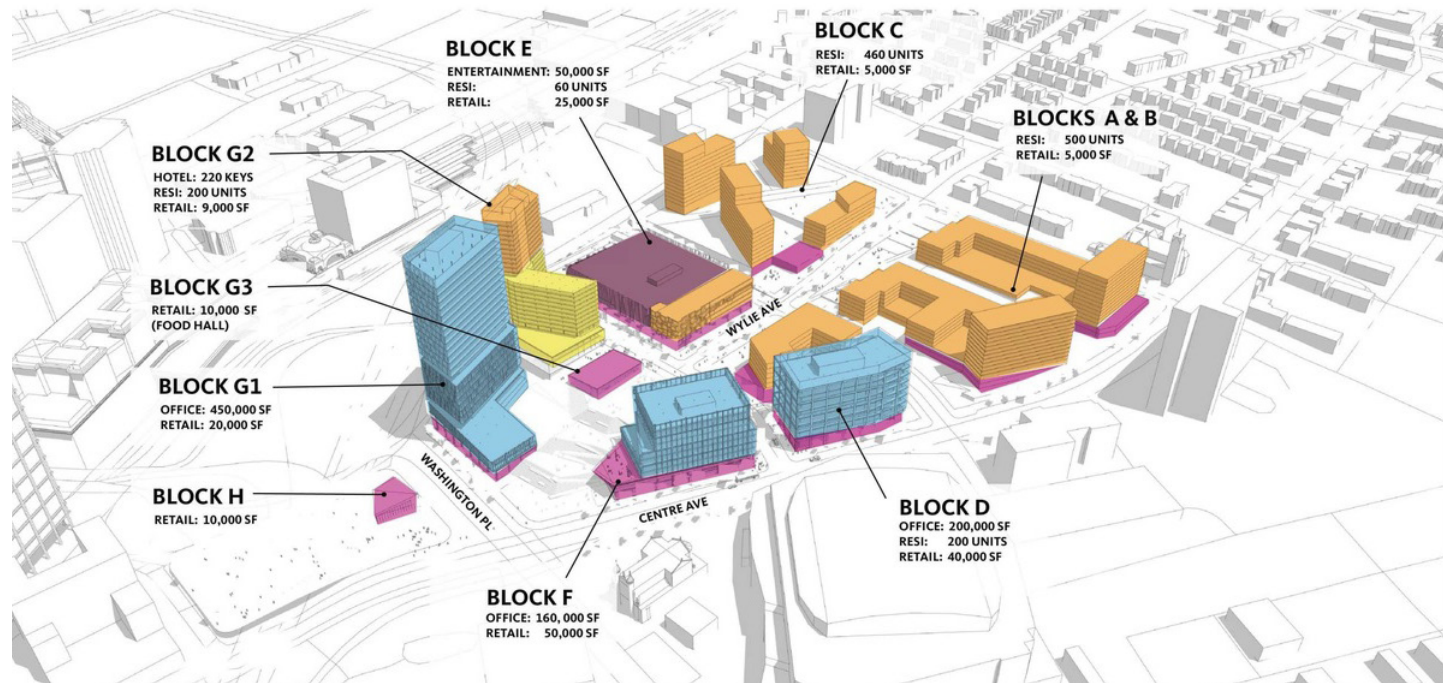 BLOCK E
ENTERTAINMENT: 50,000 SF
RESI: 60 UNITS
RETAIL: 25,000 SF
BLOCK C
RESI: 460 UNITS
RETAIL: 5,000 SF
BLOCKS A & B
RESI: 500 UNITS
RETAIL: 5,000 SF
BLOCK G2
HOTEL: 220 KEYS
RESI: 200 UNITS
RETAIL: 9,000 SF
BLOCK G3
RETAIL: 10,000 SF
(FOOD HALL)
WYLIE AVE
BLOCK G1
OFFICE: 450,000 SF
RETAIL: 20,000 SF
BLOCK H
RETAIL: 10,000 SF
WASHINGTON PL
CENTRE AVE
BLOCK D
OFFICE: 200,000 SF
RESI: 200 UNITS
RETAIL: 40,000 SF
BLOCK F
OFFICE: 160,000 SF
RETAIL: 50,000 SF